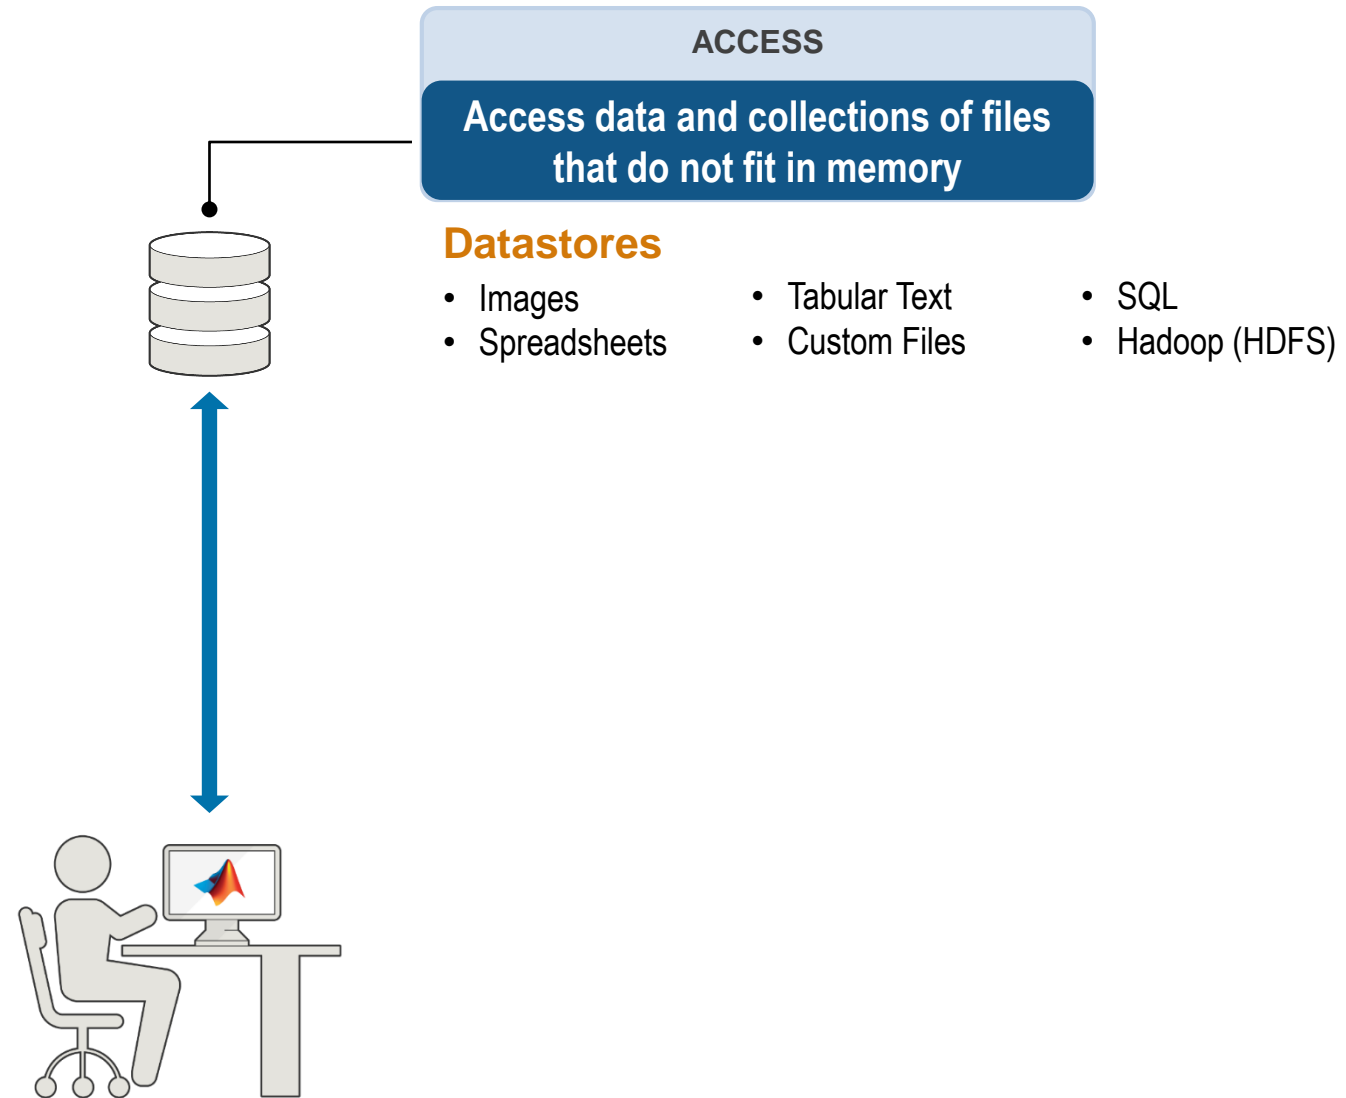 ACCESS
Access data and collections of files
that do not fit in memory
Datastores
• Images
• Spreadsheets
• Tabular Text
• Custom Files
• SQL
• Hadoop (HDFS)